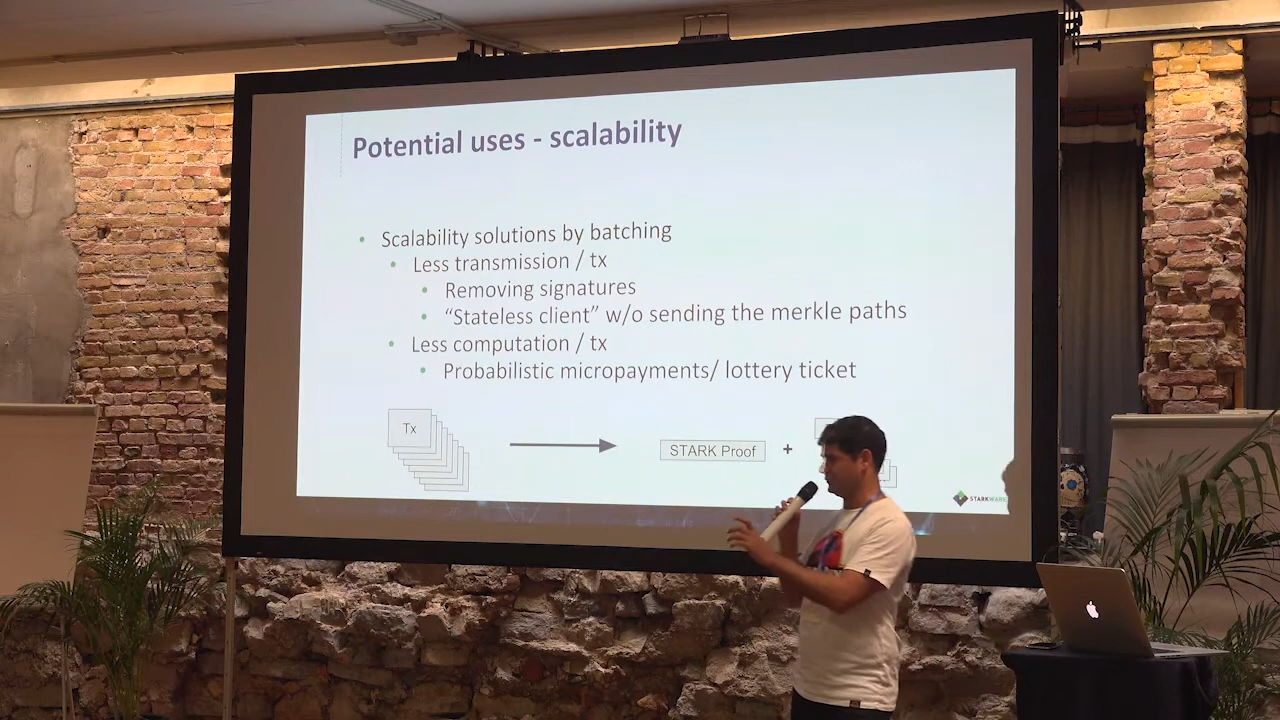 Potential uses - scalability
• Scalability solutions by batching
• Less transmission / tx
• Removing signatures
• “Stateless client” w/o sending the merkle paths
• Less computation / tx
• Probabilistic micropayments/ lottery ticket
Tx
STARK Proof +
STARKWARE